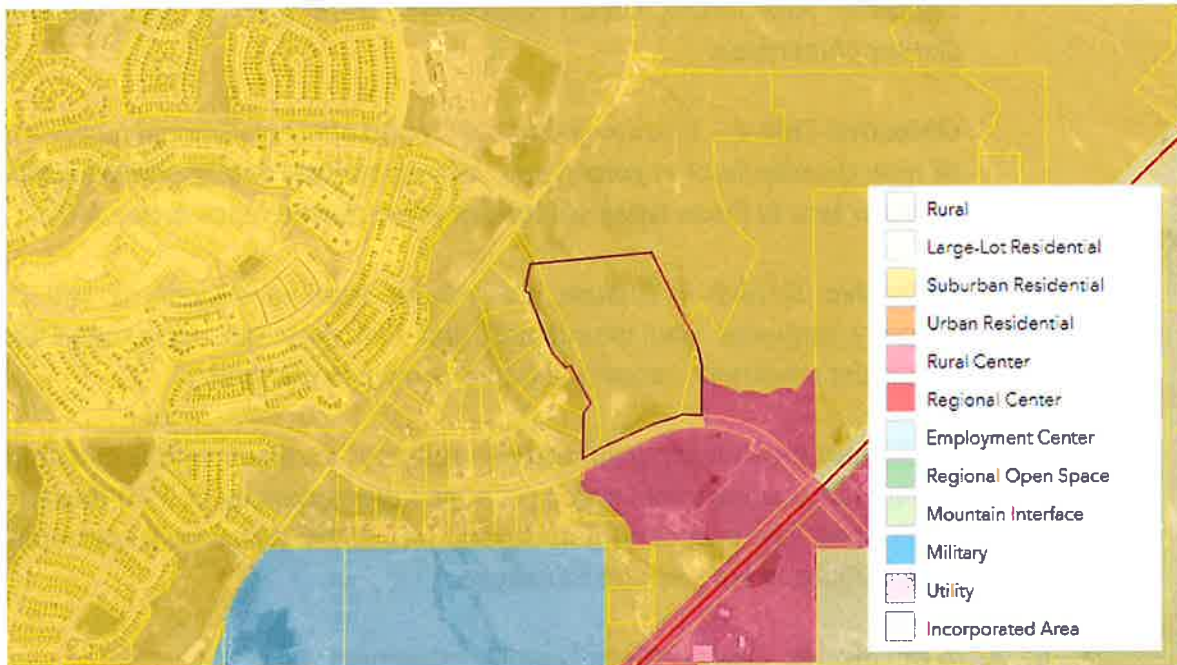 Rural
Large-Lot Residential
Suburban Residential
Urban Residential
Rural Center
Regional Center
Employment Center
Regional Open Space
Mountain Interface
Military
Utility
Incorporated Area